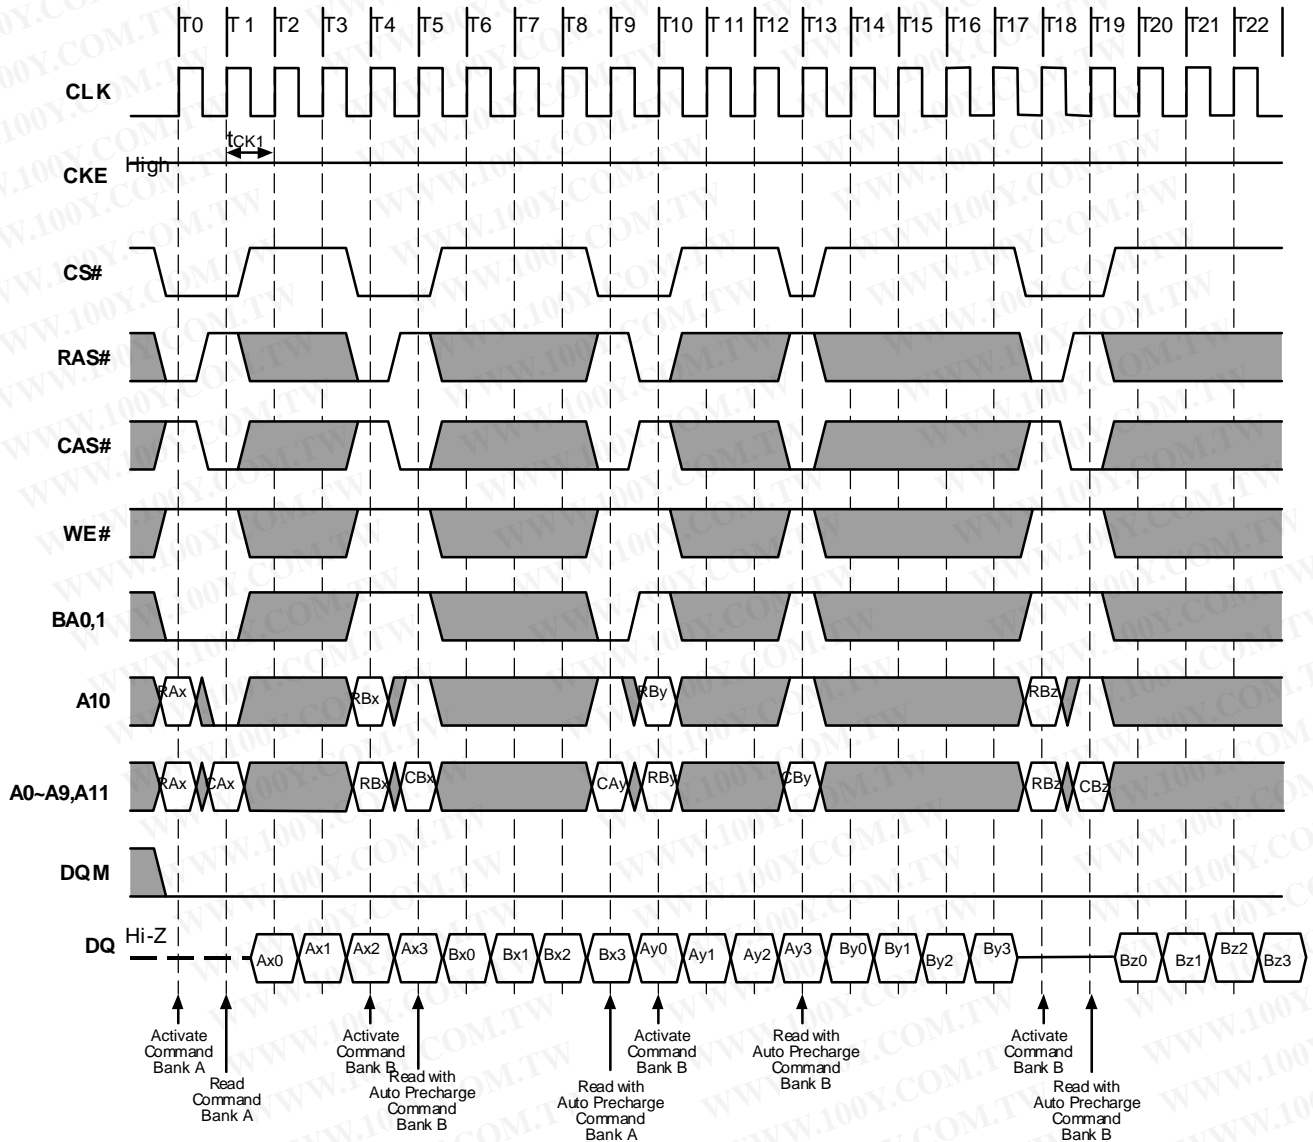 T0 T1 T2 T3 T4 T5 T6 T7 T8 T9 T10 T11 T12 T13 T14 T15 T16 T17 T18 T19 T20 T21 T22
CLK
tCK1
CKE High
CS#
RAS#
CAS#
WE#
BA0,1
A10 RAx RBx RBy RBz
A0~A9,A11 RAx CAx RBx CBx CAy RBy CBy RBz CBz
DQM
DQ Hi-Z Ax0 Ax1 Ax2 Ax3 Bx0 Bx1 Bx2 Bx3 Ay0 Ay1 Ay2 Ay3 By0 By1 By2 By3 Bz0 Bz1 Bz2 Bz3
Activate
Command
Bank A
Read
Command
Bank A
Activate
Command
Bank B
Read with
Auto Precharge
Command
Bank B
Read with
Auto Precharge
Command
Bank A
Activate
Command
Bank B
Read with
Auto Precharge
Command
Bank B
Activate
Command
Bank B
Read with
Auto Precharge
Command
Bank B
WWW.100Y.COM.TW